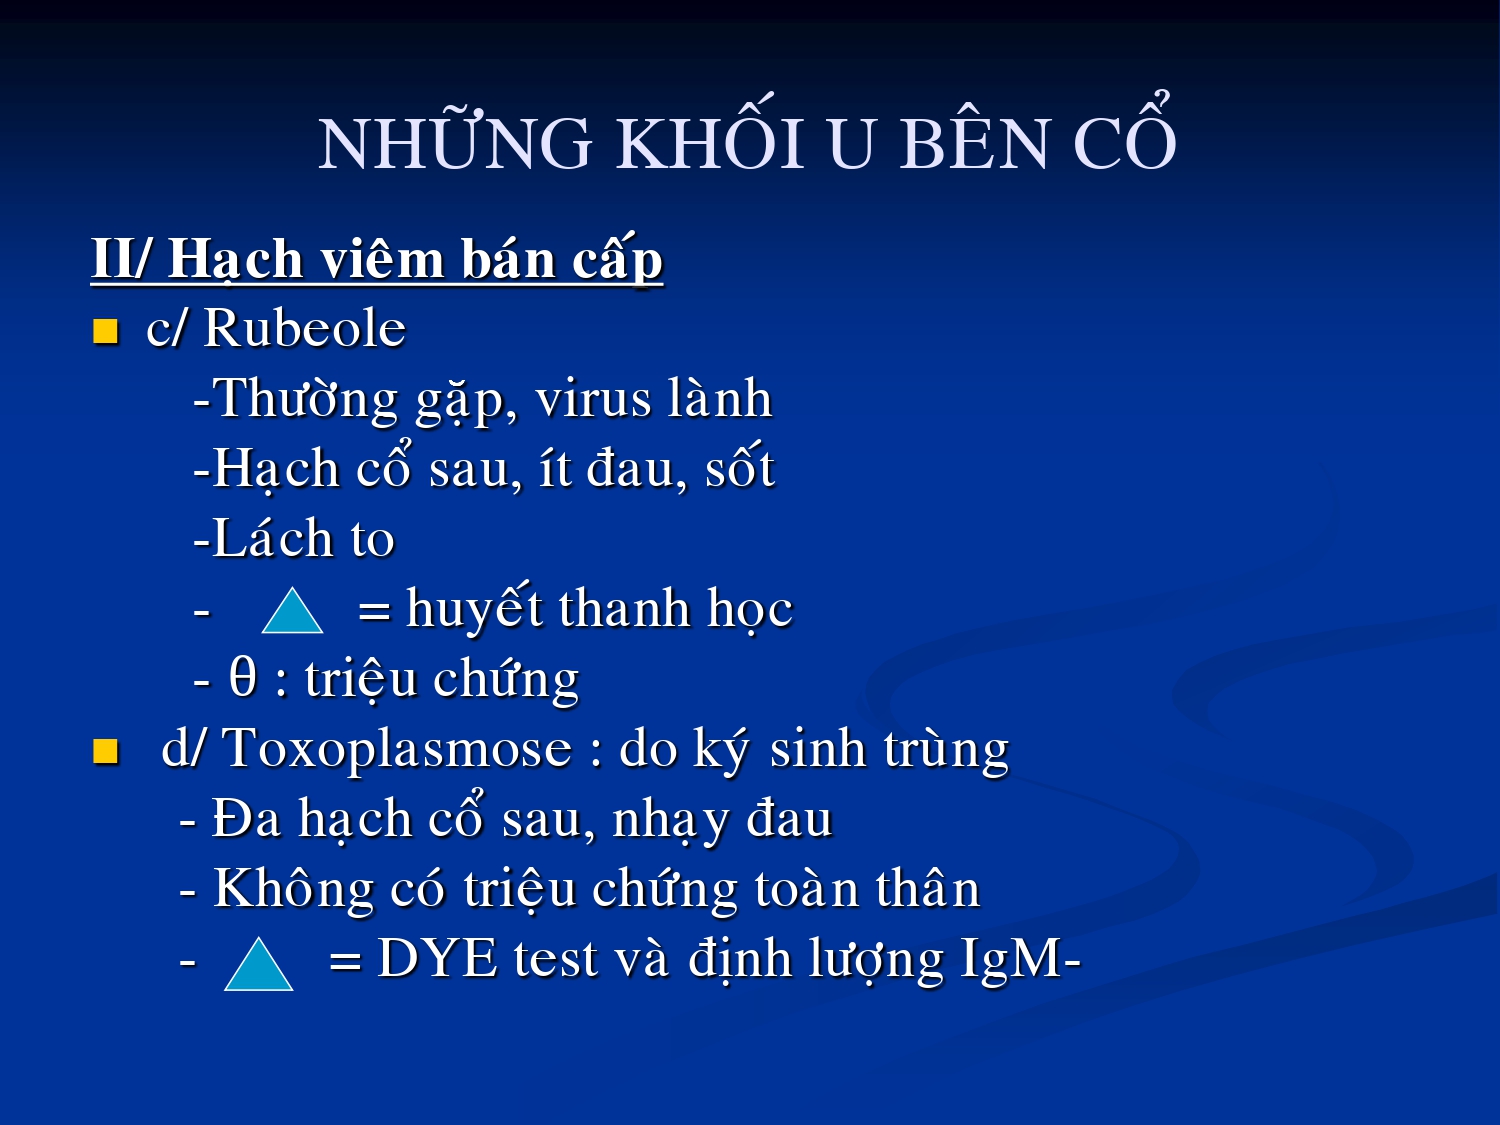 NHỮNG KHỐI U BÊN CỔ
II/ Hạch viêm bán cấp
c/ Rubeole
-Thường gặp, virus lành
-Hạch cổ sau, ít đau, sốt
-Lách to
- = huyết thanh học
- θ : triệu chứng
d/ Toxoplasmose : do ký sinh trùng
- Đa hạch cổ sau, nhạy đau
- Không có triệu chứng toàn thân
- = DYE test và định lượng IgM-